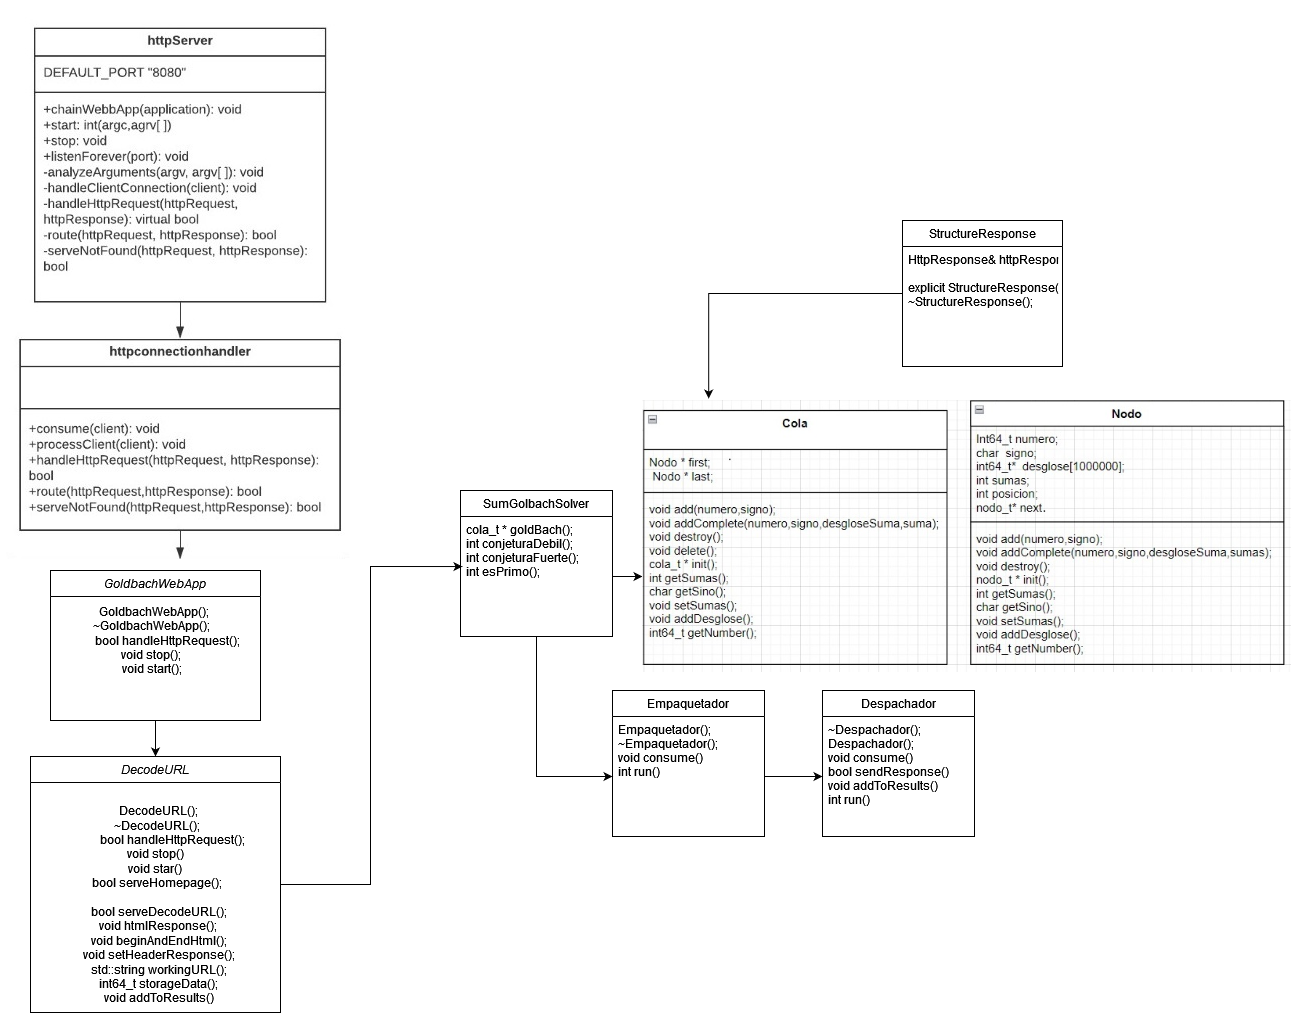 httpServer
DEFAULT_PORT "8080"
+chainWebbApp(application): void
+start: int(argc,agrv[ ])
+stop: void
+listenForever(port): void
-analyzeArguments(argv, argv[ ]): void
-handleClientConnection(client): void
-handleHttpRequest(httpRequest,
httpResponse): virtual bool
-route(httpRequest, httpResponse): bool
-serveNotFound(httpRequest, httpResponse):
bool
httpconnectionhandler
+consume(client): void
+processClient(client): void
+handleHttpRequest(httpRequest, httpResponse):
bool
+route(httpRequest,httpResponse): bool
+serveNotFound(httpRequest,httpResponse): bool
GoldbachWebApp
GoldbachWebApp();
~GoldbachWebApp();
bool handleHttpRequest();
void stop();
void start();
DecodeURL
DecodeURL();
~DecodeURL();
bool handleHttpRequest();
void stop()
void star()
bool serveHomepage();
bool serveDecodeURL();
void htmlResponse();
void beginAndEndHtml();
void setHeaderResponse();
std::string workingURL();
int64_t storageData();
void addToResults()
SumGolbachSolver
cola_t * goldBach();
int conjeturaDebil();
int conjeturaFuerte();
int esPrimo();
StructureResponse
HttpResponse& httpRespor
explicit StructureResponse(
~StructureResponse();
Cola
Nodo * first;
Nodo * last;
void add(numero,signo);
void addComplete(numero,signo,desgloseSuma,suma);
void destroy();
void delete();
cola_t * init();
int getSumas();
char getSino();
void setSumas();
void addDesglose();
int64_t getNumber();
Nodo
Int64_t numero;
char signo;
int64_t* desglose[1000000];
int sumas;
int posicion;
nodo_t* next.
void add(numero,signo);
void addComplete(numero,signo,desgloseSuma,sumas);
void destroy();
nodo_t * init();
int getSumas();
char getSino();
void setSumas();
void addDesglose();
int64_t getNumber();
Empaquetador
Empaquetador();
~Empaquetador();
void consume()
int run()
Despachador
~Despachador();
Despachador();
void consume()
bool sendResponse()
void addToResults()
int run()